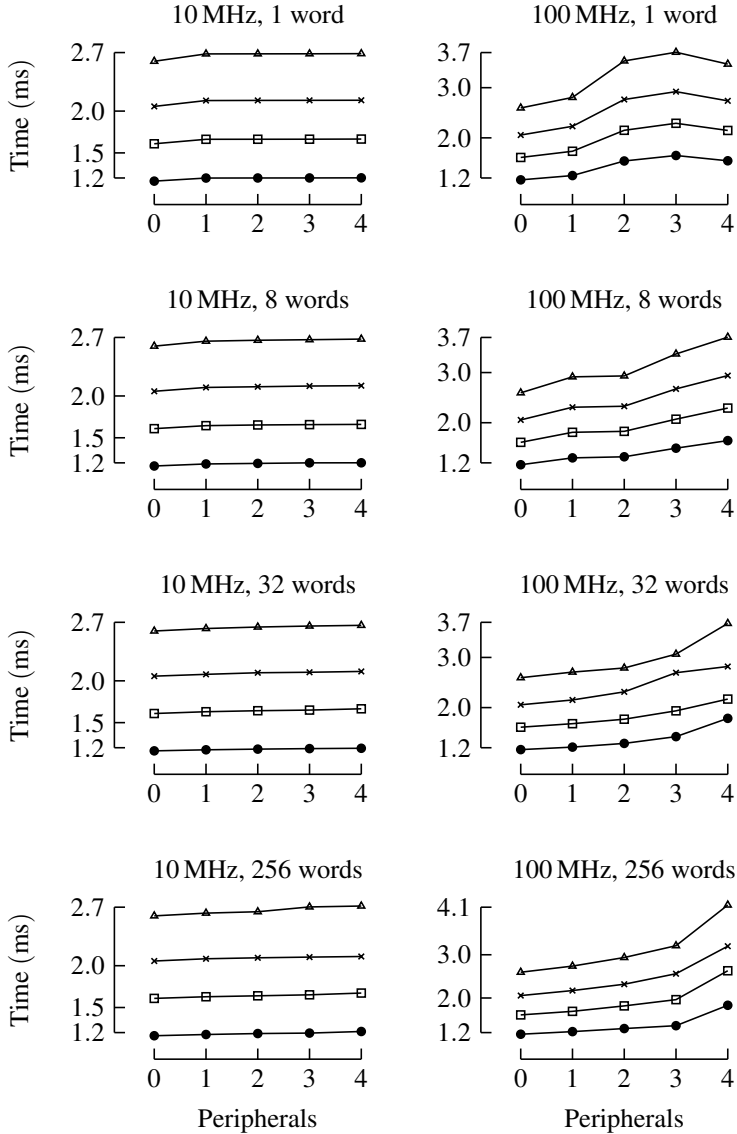 10 MHz, 1 word
Time (ms)
2.7
2.0
1.5
1.2
0 1 2 3 4
100 MHz, 1 word
3.7
3.0
2.0
1.2
0 1 2 3 4
10 MHz, 8 words
Time (ms)
2.7
2.0
1.5
1.2
0 1 2 3 4
100 MHz, 8 words
3.7
3.0
2.0
1.2
0 1 2 3 4
10 MHz, 32 words
Time (ms)
2.7
2.0
1.5
1.2
0 1 2 3 4
100 MHz, 32 words
3.7
3.0
2.0
1.2
0 1 2 3 4
10 MHz, 256 words
Time (ms)
2.7
2.0
1.5
1.2
0 1 2 3 4
Peripherals
100 MHz, 256 words
4.1
3.0
2.0
1.2
0 1 2 3 4
Peripherals